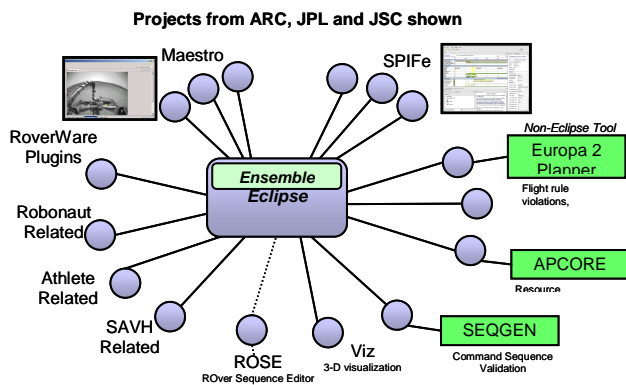 Projects from ARC, JPL and JSC shown
Maestro
SPIFe
RoverWare
Plugins
Non-Eclipse Tool
Europa 2
Planner
Flight rule
violations,
Ensemble
Eclipse
Robonaut
Related
Athlete
Related
APCORE
Resource
SAVH
Related
SEQGEN
Command Sequence
Validation
ROSE
ROver Sequence Editor
Viz
3-D visualization